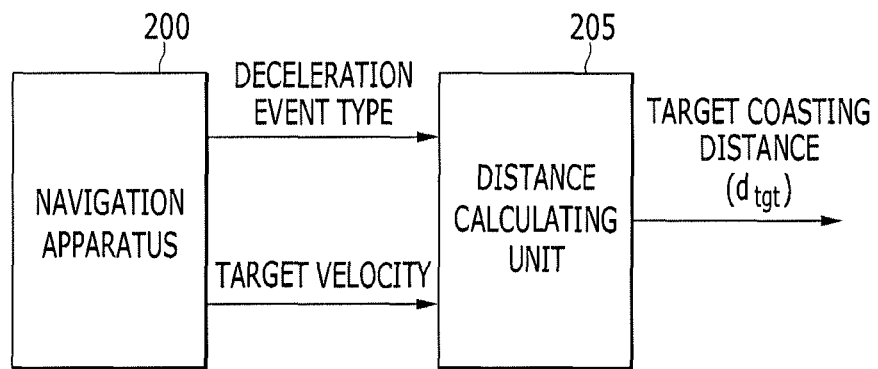 200
205
DECELERATION
EVENT TYPE
TARGET COASTING
DISTANCE
(d tgt)
NAVIGATION
APPARATUS
DISTANCE
CALCULATING
UNIT
TARGET VELOCITY